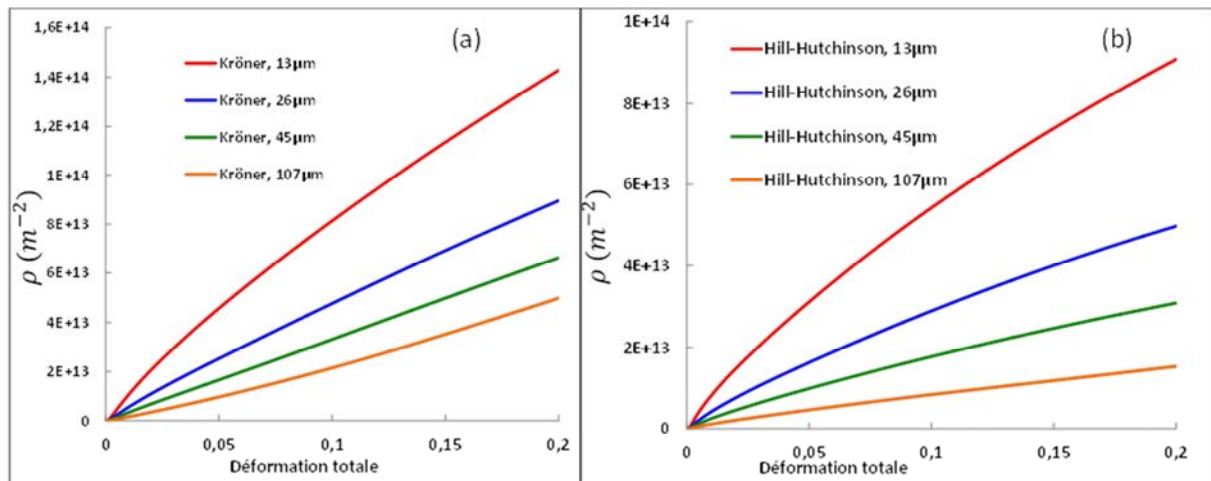 (a)
1,6E+14
1,4E+14
1,2E+14
1E+14
8E+13
6E+13
4E+13
2E+13
0
ρ (m⁻²)
Kröner, 13µm
Kröner, 26µm
Kröner, 45µm
Kröner, 107µm
0
0,05
0,1
0,15
0,2
Déformation totale
(b)
1E+14
8E+13
6E+13
4E+13
2E+13
0
ρ (m⁻²)
Hill-Hutchinson, 13µm
Hill-Hutchinson, 26µm
Hill-Hutchinson, 45µm
Hill-Hutchinson, 107µm
0
0,05
0,1
0,15
0,2
Déformation totale